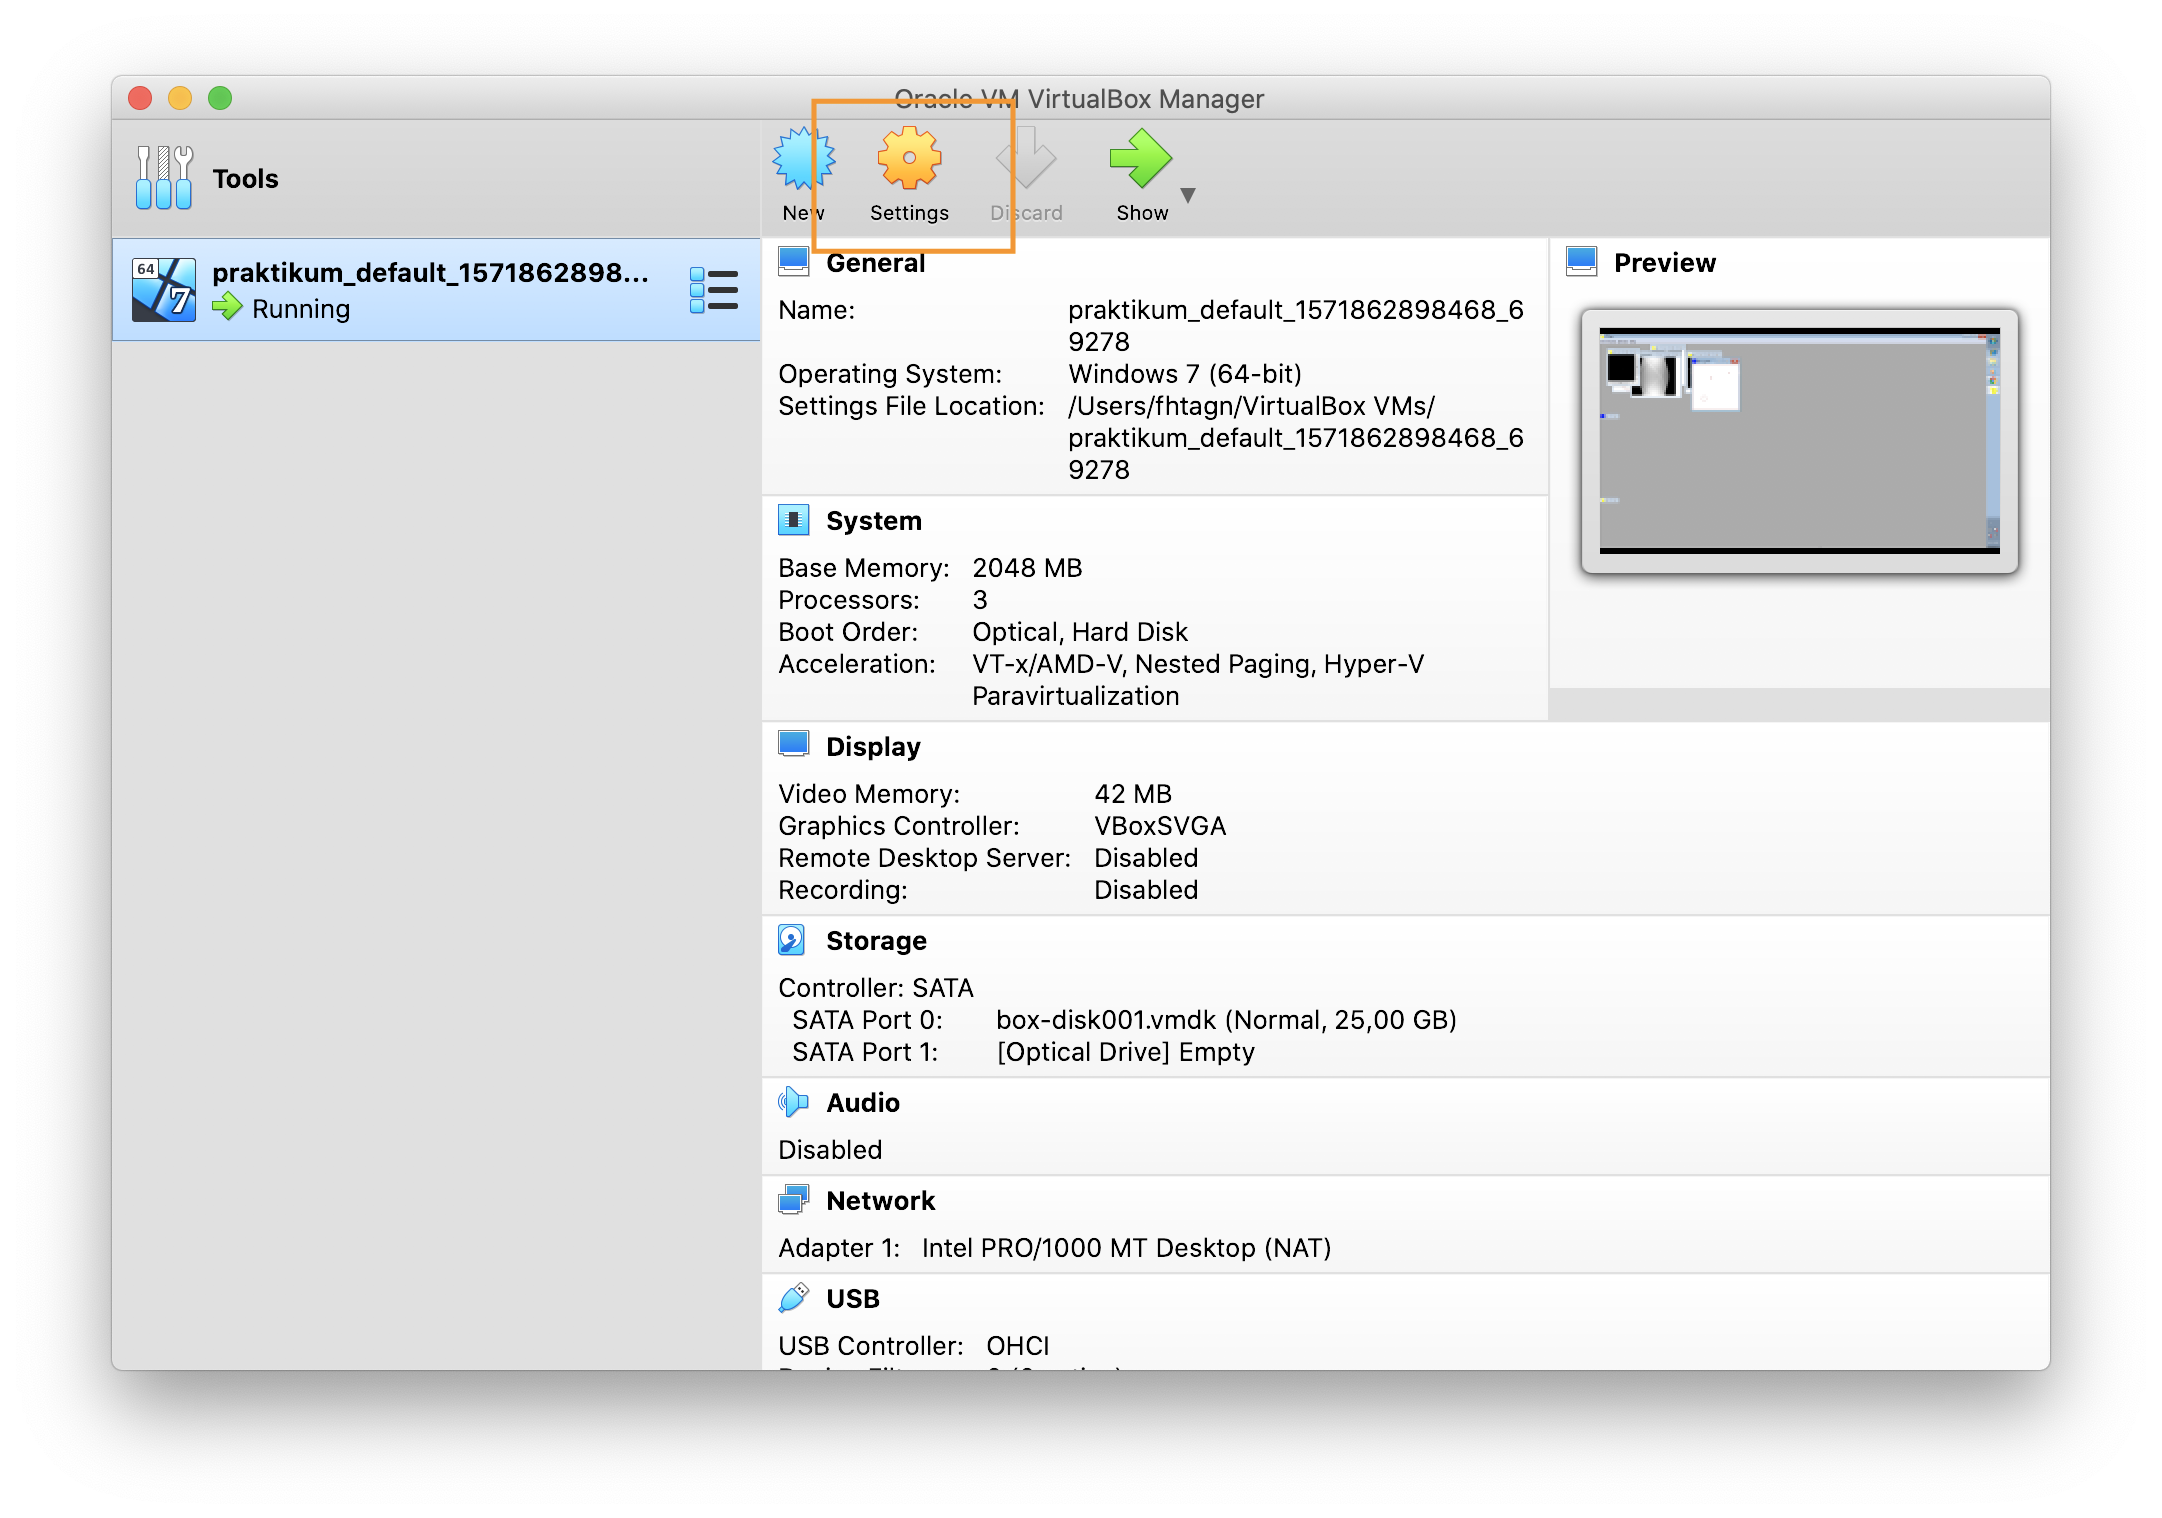 Oracle VM VirtualBox Manager
Tools
New Settings Discard Show
64
7
praktikum_default_1571862898...
Running
General
Name: praktikum_default_1571862898468_6
9278
Operating System: Windows 7 (64-bit)
Settings File Location: /Users/fhtagn/VirtualBox VMs/
praktikum_default_1571862898468_6
9278
Preview
System
Base Memory: 2048 MB
Processors: 3
Boot Order: Optical, Hard Disk
Acceleration: VT-x/AMD-V, Nested Paging, Hyper-V
Paravirtualization
Display
Video Memory: 42 MB
Graphics Controller: VBoxSVGA
Remote Desktop Server: Disabled
Recording: Disabled
Storage
Controller: SATA
SATA Port 0: box-disk001.vmdk (Normal, 25,00 GB)
SATA Port 1: [Optical Drive] Empty
Audio
Disabled
Network
Adapter 1: Intel PRO/1000 MT Desktop (NAT)
USB
USB Controller: OHCI